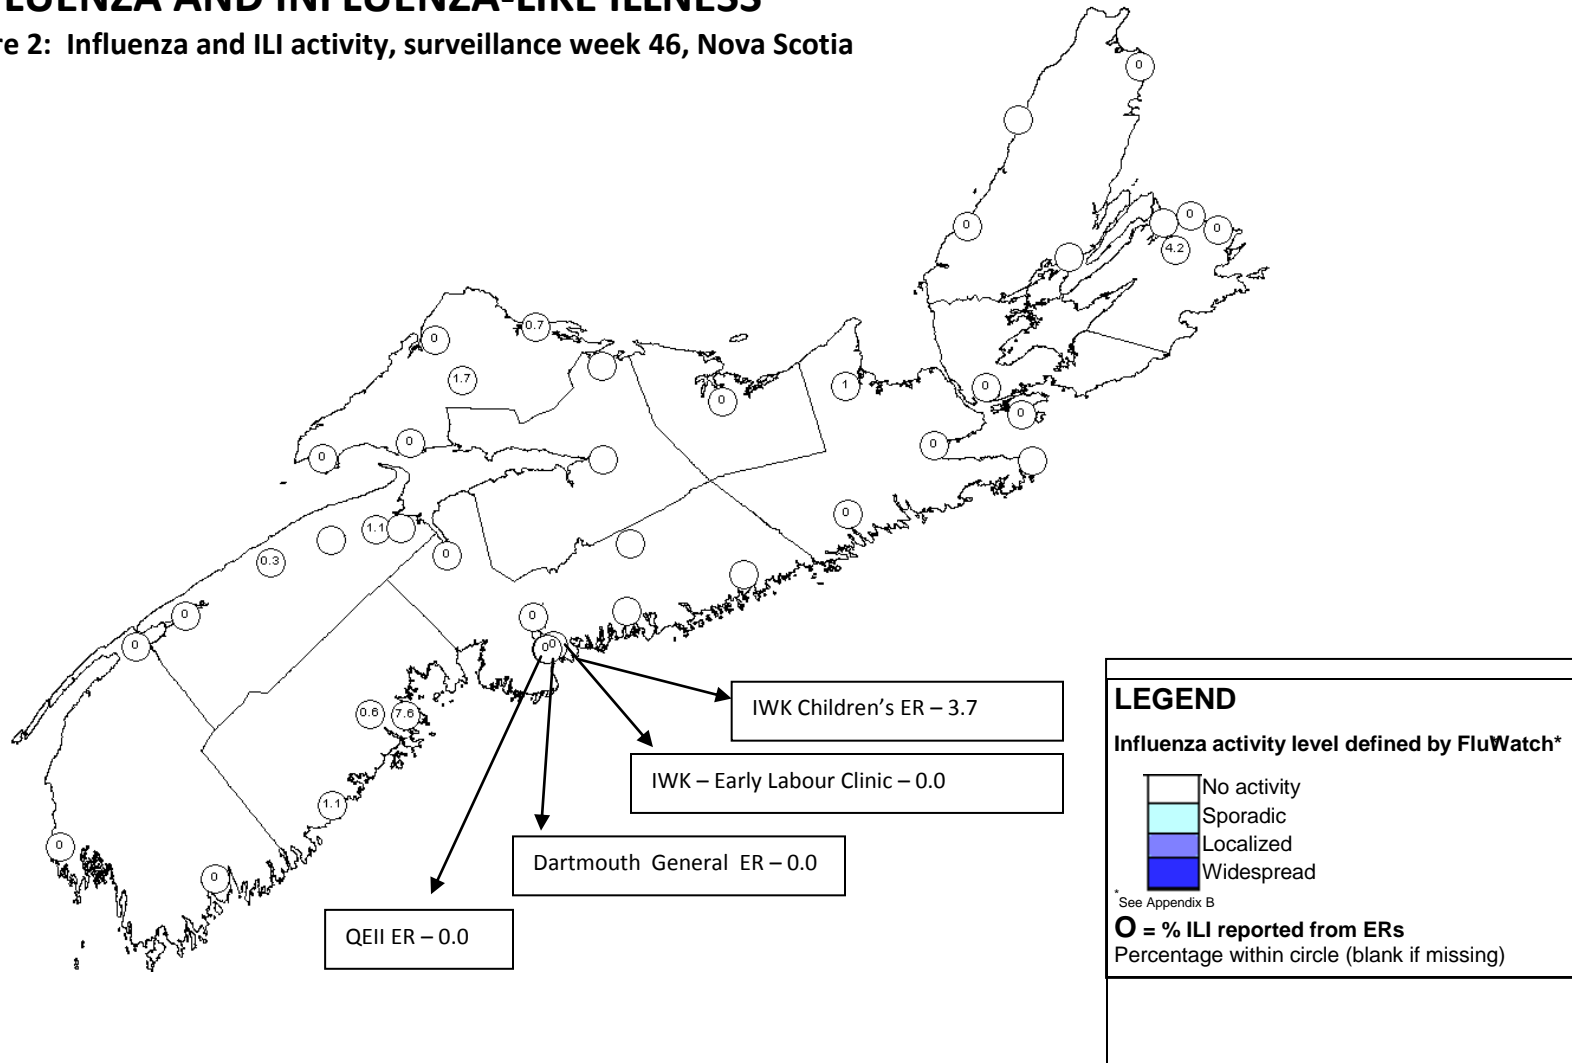 LUENZA AND INFLUENZA-LIKE ILLNESS
re 2: Influenza and ILI activity, surveillance week 46, Nova Scotia
0
0
0
0
4.2
0.7
0
1.7
1
0
0
0
0
0
0
0
1.1
0
0.3
0
0
0
0
0
0
0.6
7.6
1.1
0
0
IWK Children's ER – 3.7
IWK – Early Labour Clinic – 0.0
Dartmouth General ER – 0.0
QEII ER – 0.0
LEGEND
Influenza activity level defined by FluWatch*
No activity
Sporadic
Localized
Widespread
*See Appendix B
O = % ILI reported from ERs
Percentage within circle (blank if missing)